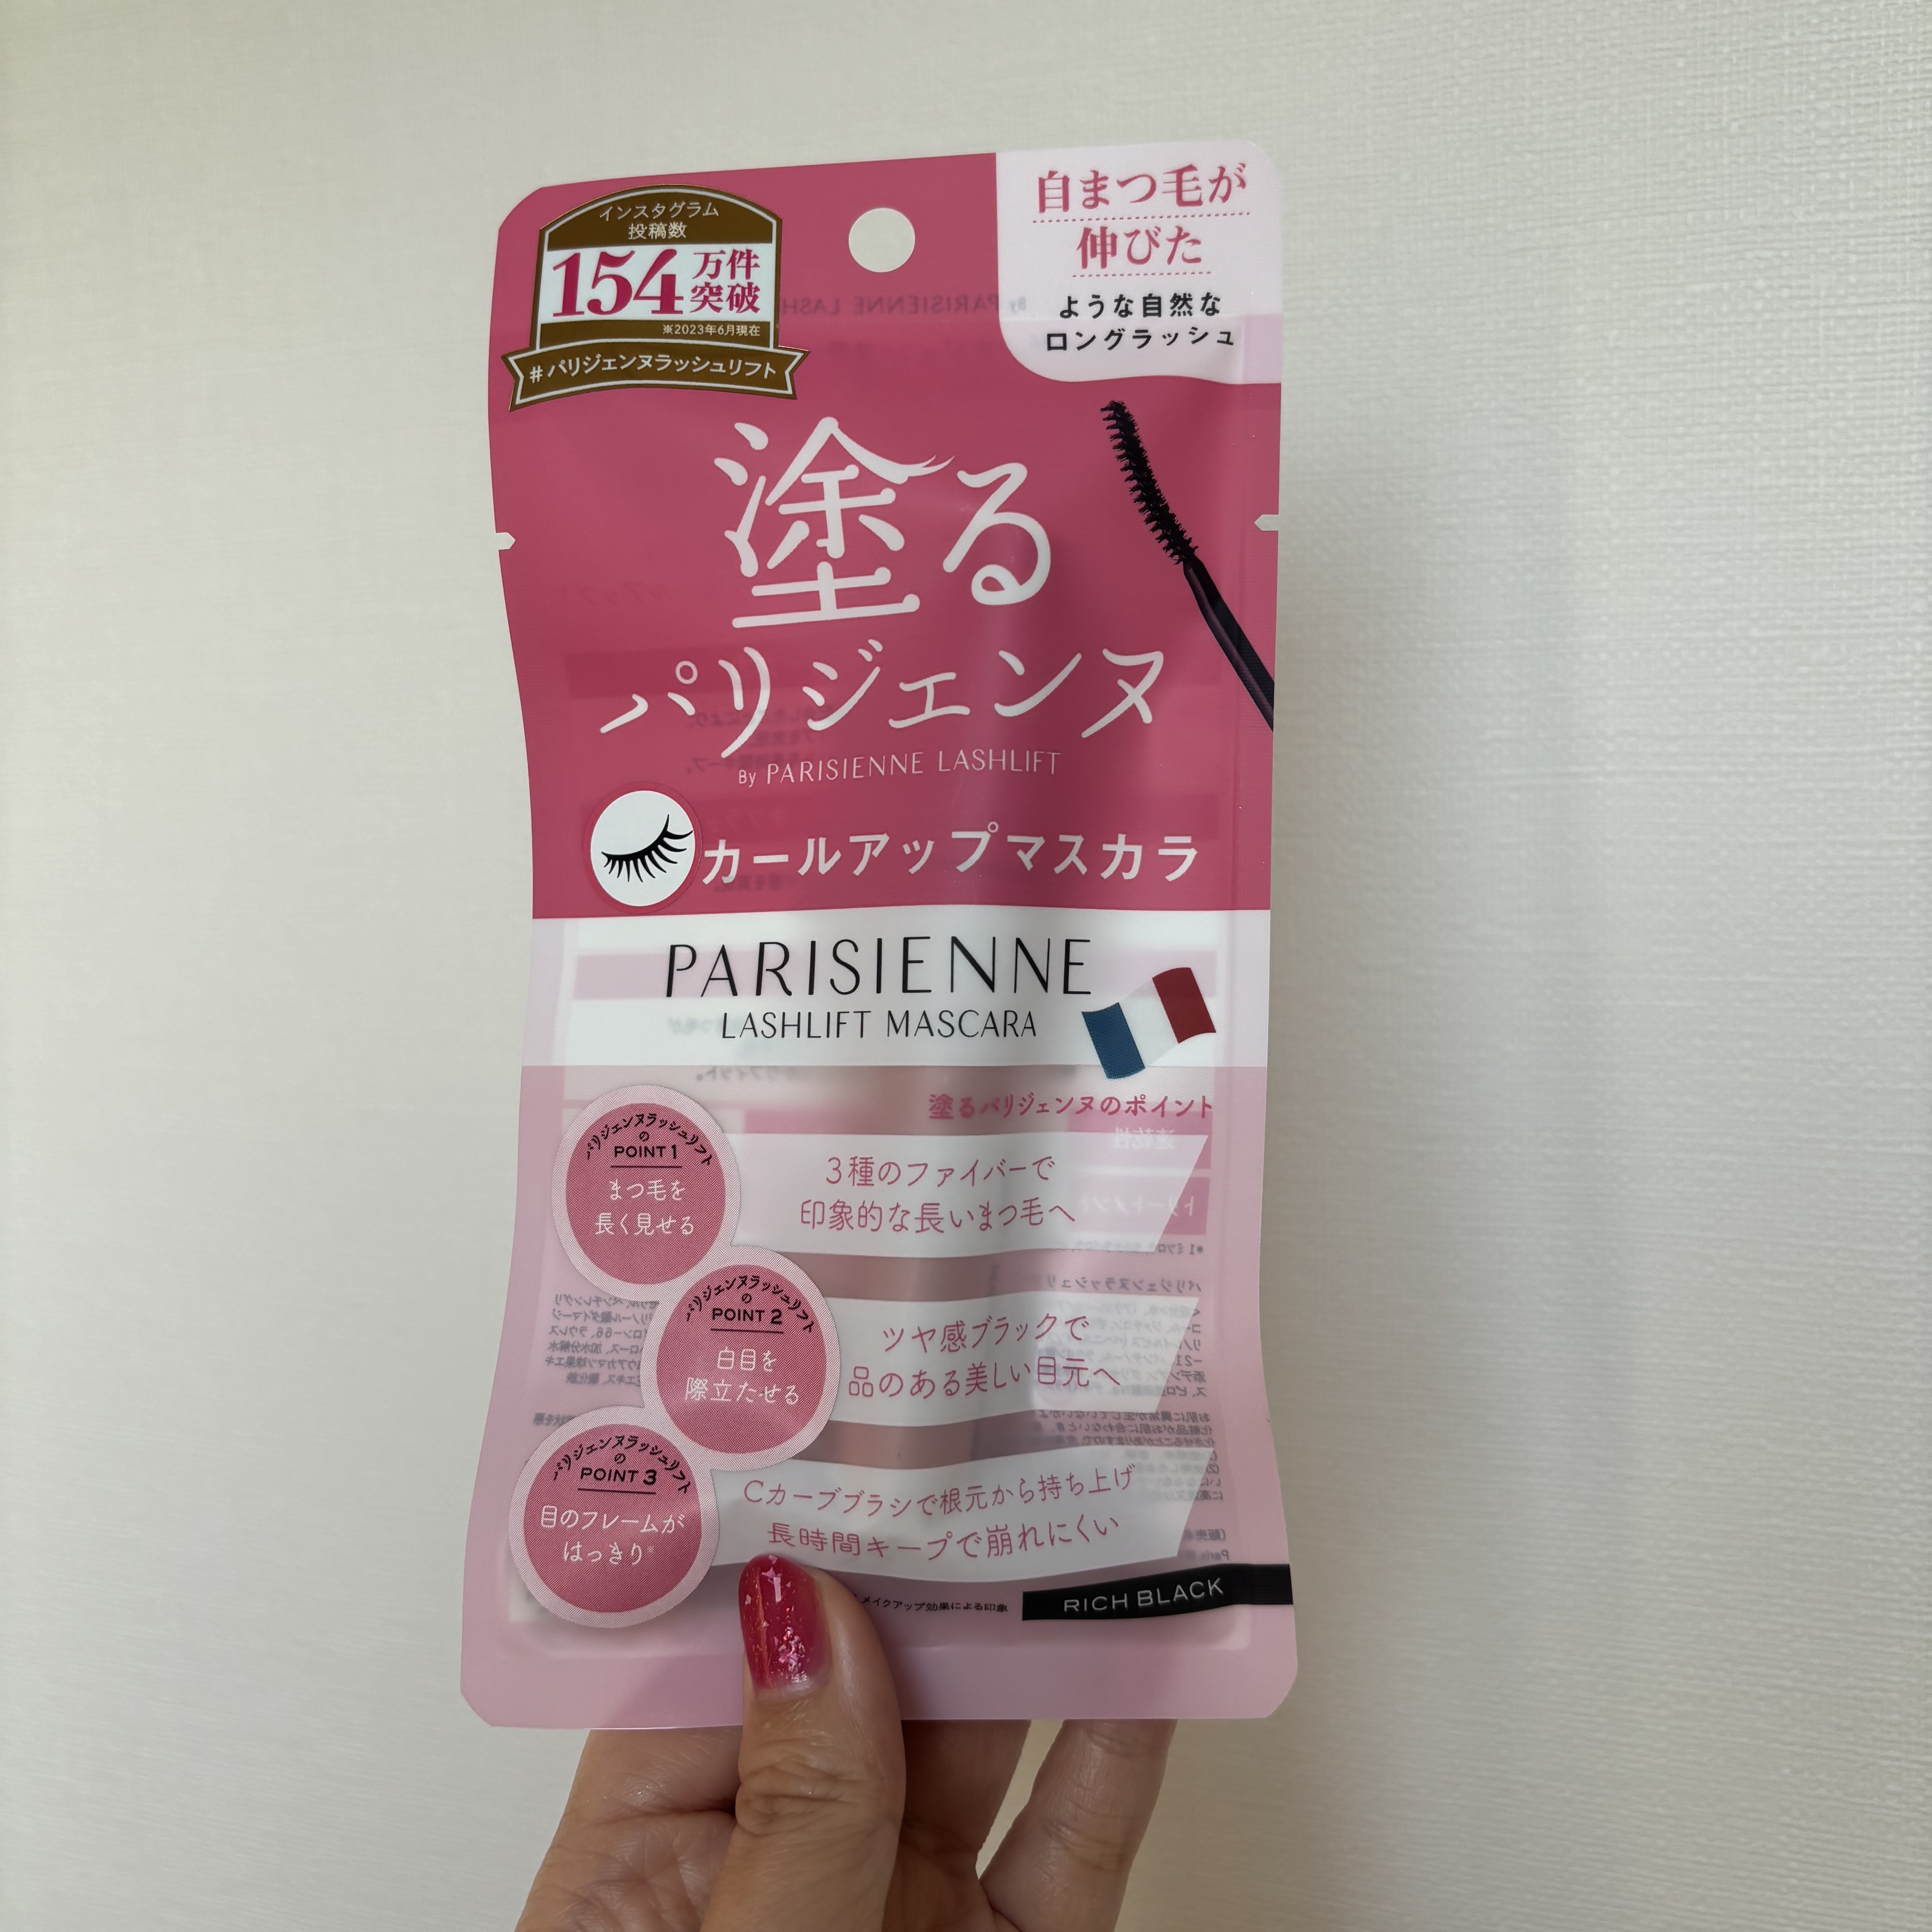 インスタグラム
投稿数
154万件
突破
※2023年6月現在
#パリジェンヌラッシュリフト
自まつ毛が
伸びた
ような自然な
ロングラッシュ
塗る
パリジェンヌ
By PARISIENNE LASHLIFT
カールアップマスカラ
PARISIENNE
LASHLIFT MASCARA
塗るパリジェンヌのポイント
パリジェンヌラッシュリフト
の
POINT 1
まつ毛を
長く見せる
3種のファイバーで
印象的な長いまつ毛へ
パリジェンヌラッシュリフト
の
POINT 2
白目を
際立たせる
ツヤ感ブラックで
品のある美しい目元へ
パリジェンヌラッシュリフト
の
POINT 3
目のフレームが
はっきり※
Cカーブブラシで根元から持ち上げ
長時間キープで崩れにくい
メイクアップ効果による印象
RICH BLACK